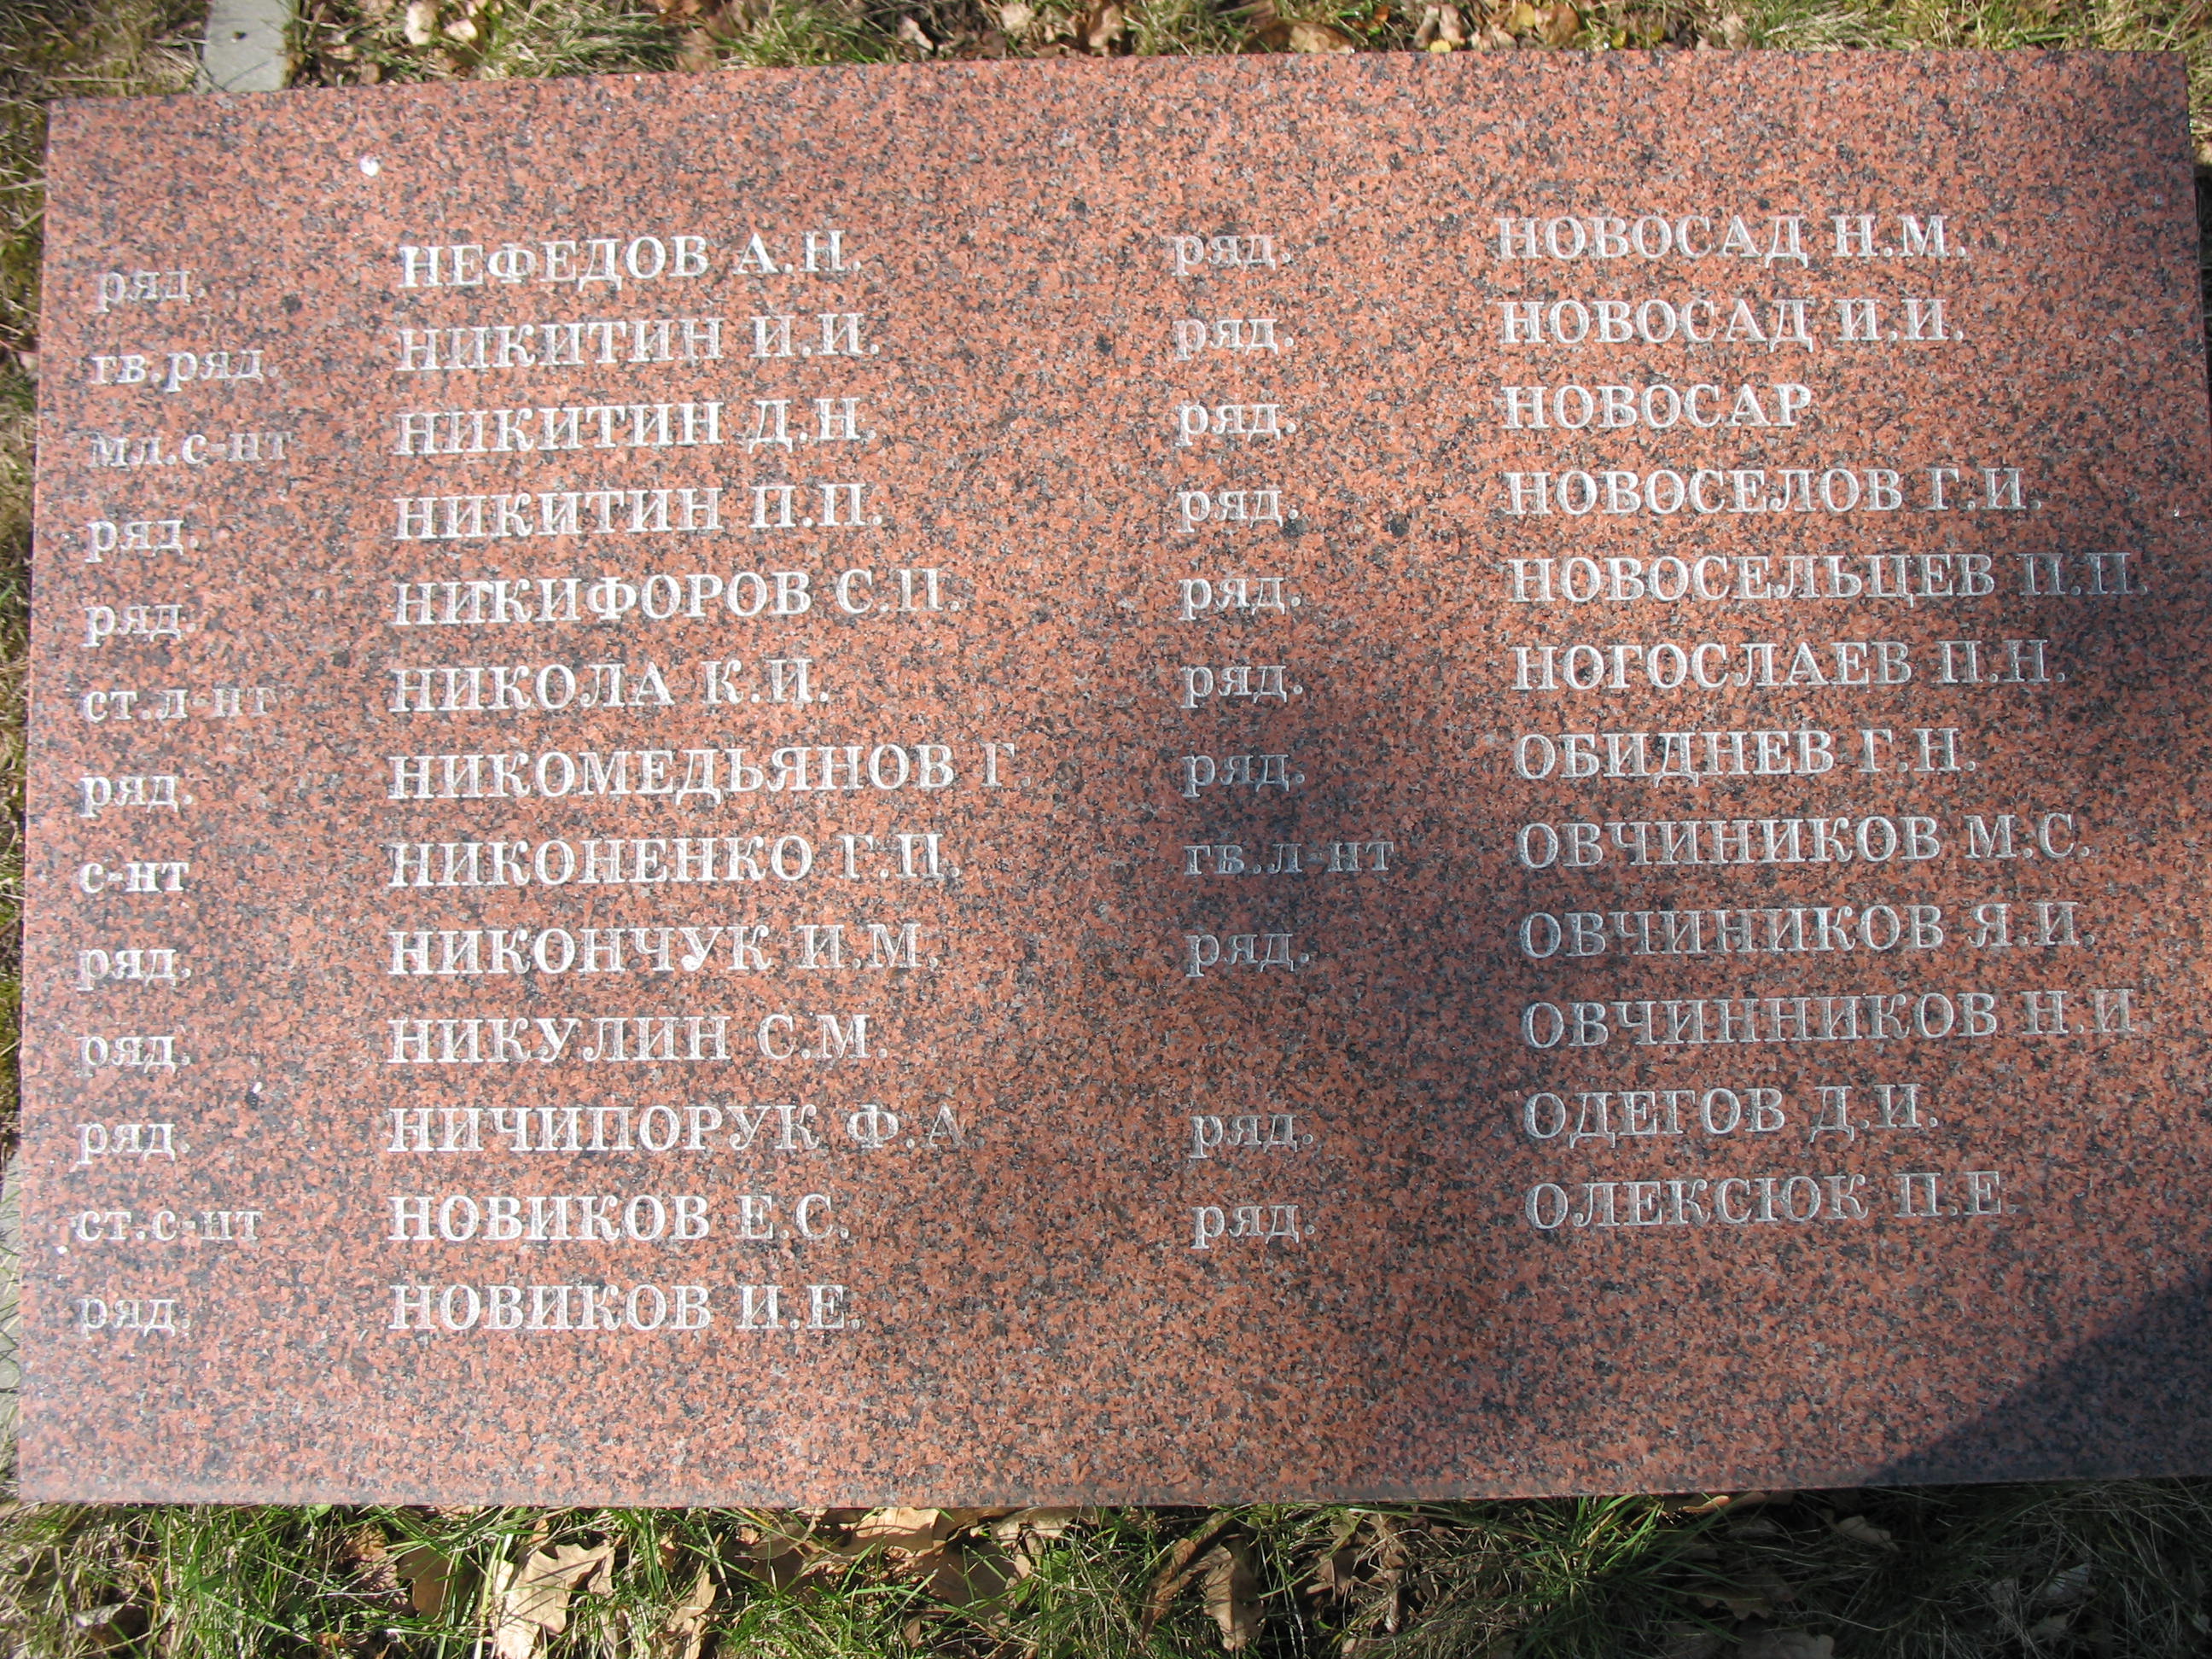 ряд. НЕФЕДОВ А.Н.
гв.ряд. НИКИТИН И.И.
мл.с-нт НИКИТИН Д.Н.
ряд. НИКИТИН П.П.
ряд. НИКИФОРОВ С.П.
ст.л-нт НИКОЛА К.И.
ряд. НИКОМЕДЬЯНОВ Г
с-нт НИКОНЕНКО Г.П.
ряд. НИКОНЧУК И.М.
ряд. НИКУЛИН С.М.
ряд. НИЧИПОРУК Ф.А.
ст.с-нт НОВИКОВ Е.С.
ряд. НОВИКОВ И.Е.
ряд. НОВОСАД Н.М.
ряд. НОВОСАД И.И.
ряд. НОВОСАР
ряд. НОВОСЕЛОВ Г.И.
ряд. НОВОСЕЛЬЦЕВ П.П.
ряд. НОГОСЛАЕВ П.Н.
ряд. ОБИДНЕВ Г.Н.
гв.л-нт ОВЧИНИКОВ М.С.
ряд. ОВЧИНИКОВ Я.И.
ОВЧИННИКОВ Н.И.
ряд. ОДЕГОВ Д.И.
ряд. ОЛЕКСЮК П.Е.